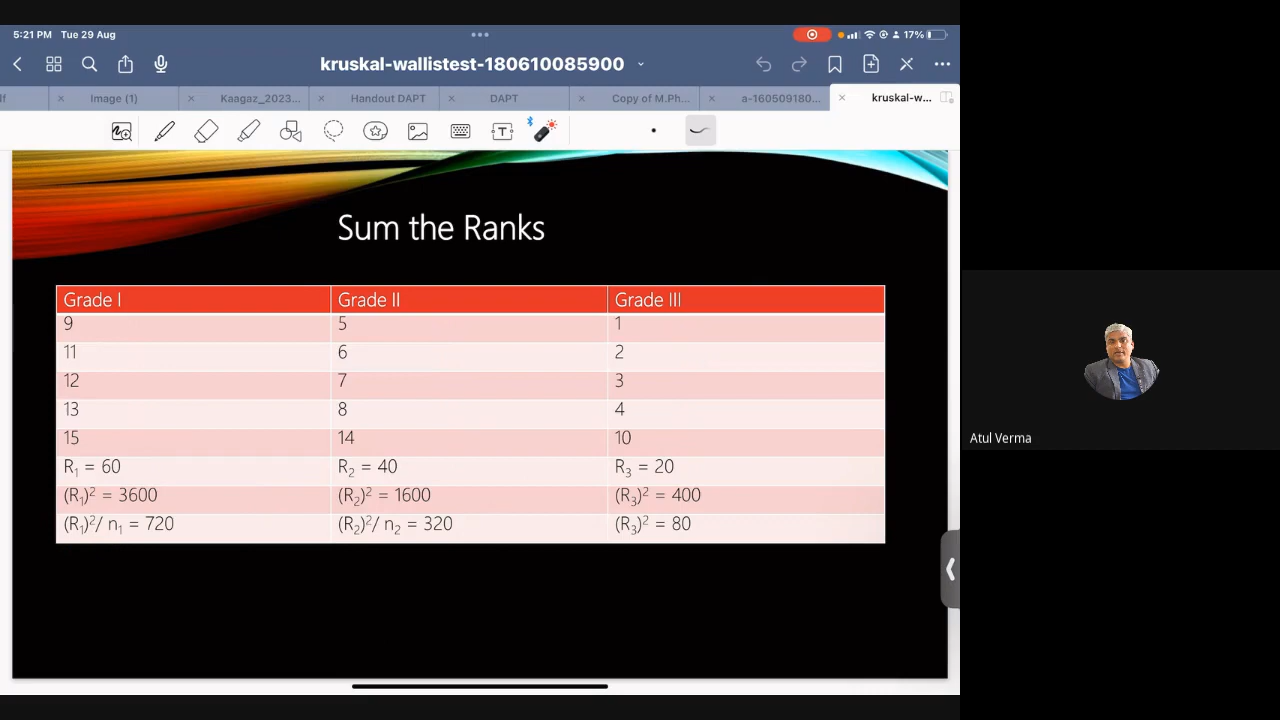 5:21 PM Tue 29 Aug
17%
kruskal-wallistest-180610085900
lf
Image (1)
Kaagaz_2023...
Handout DAPT
DAPT
Copy of M.Ph...
a-160509180...
kruskal-w...
T
Sum the Ranks
Grade I Grade II Grade III
9 5 1
11 6 2
12 7 3
13 8 4
15 14 10
R₁ = 60 R₂ = 40 R₃ = 20
(R₁)² = 3600 (R₂)² = 1600 (R₃)² = 400
(R₁)²/ n₁ = 720 (R₂)²/ n₂ = 320 (R₃)² = 80
Atul Verma